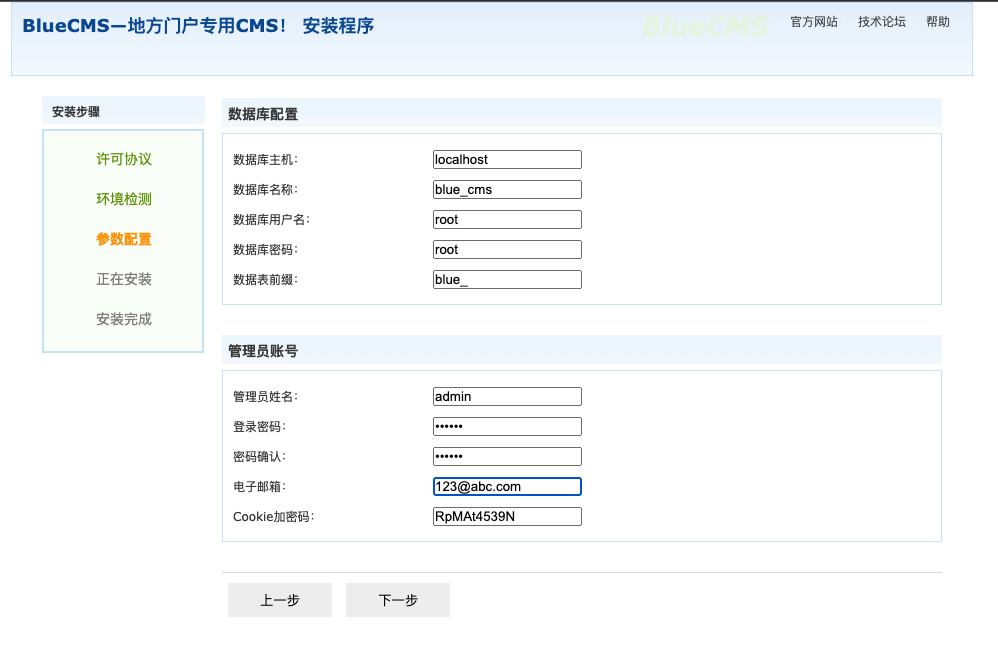 BlueCMS—地方门户专用CMS! 安装程序
BlueCMS
官方网站 技术论坛 帮助
安装步骤
许可协议
环境检测
参数配置
正在安装
安装完成
数据库配置
数据库主机: localhost
数据库名称: blue_cms
数据库用户名: root
数据库密码: root
数据表前缀: blue_
管理员账号
管理员姓名: admin
登录密码: ••••••
密码确认: ••••••
电子邮箱: 123@abc.com
Cookie加密码: RpMAt4539N
上一步 下一步